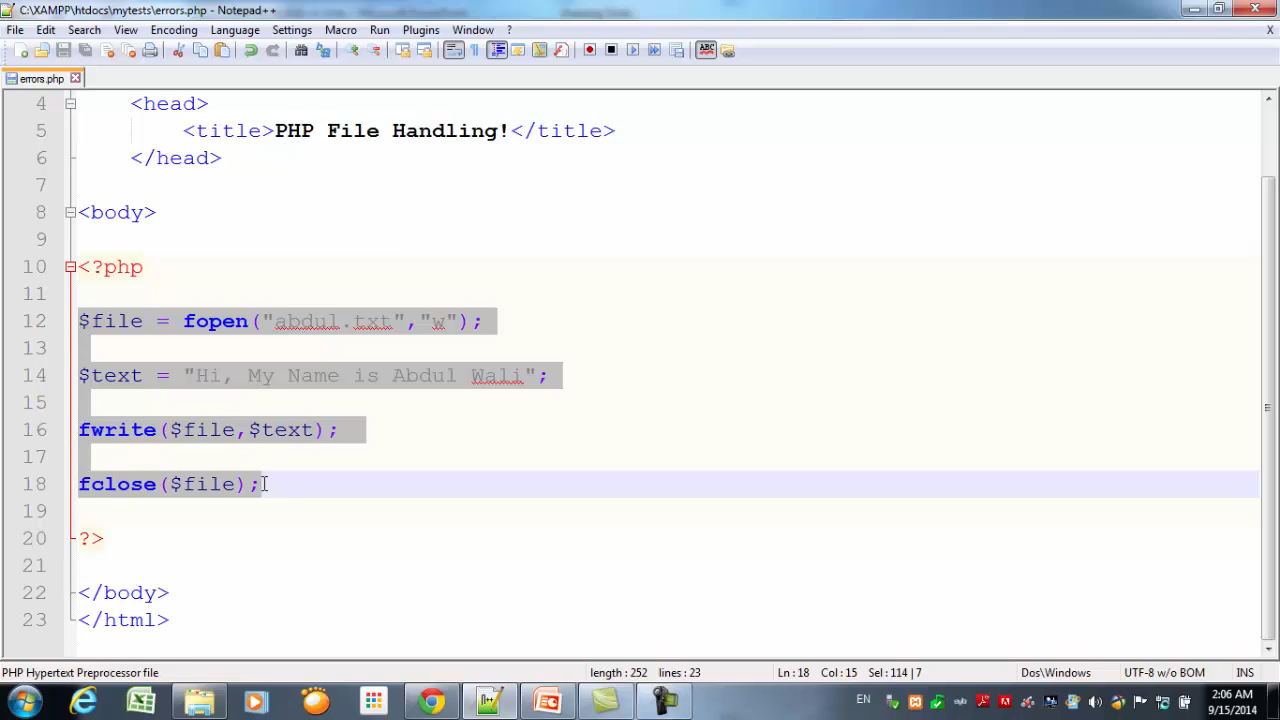 C:\XAMPP\htdocs\mytests\errors.php - Notepad++
File Edit Search View Encoding Language Settings Macro Run Plugins Window ? X
errors.php
4 <head>
5 <title>PHP File Handling!</title>
6 </head>
7
8 <body>
9
10 <?php
11
12 $file = fopen("abdul.txt","w");
13
14 $text = "Hi, My Name is Abdul Wali";
15
16 fwrite($file,$text);
17
18 fclose($file);
19
20 ?>
21
22 </body>
23 </html>
PHP Hypertext Preprocessor file length : 252 lines : 23 Ln : 18 Col : 15 Sel : 114 | 7 Dos\Windows UTF-8 w/o BOM INS
EN 2:06 AM
9/15/2014